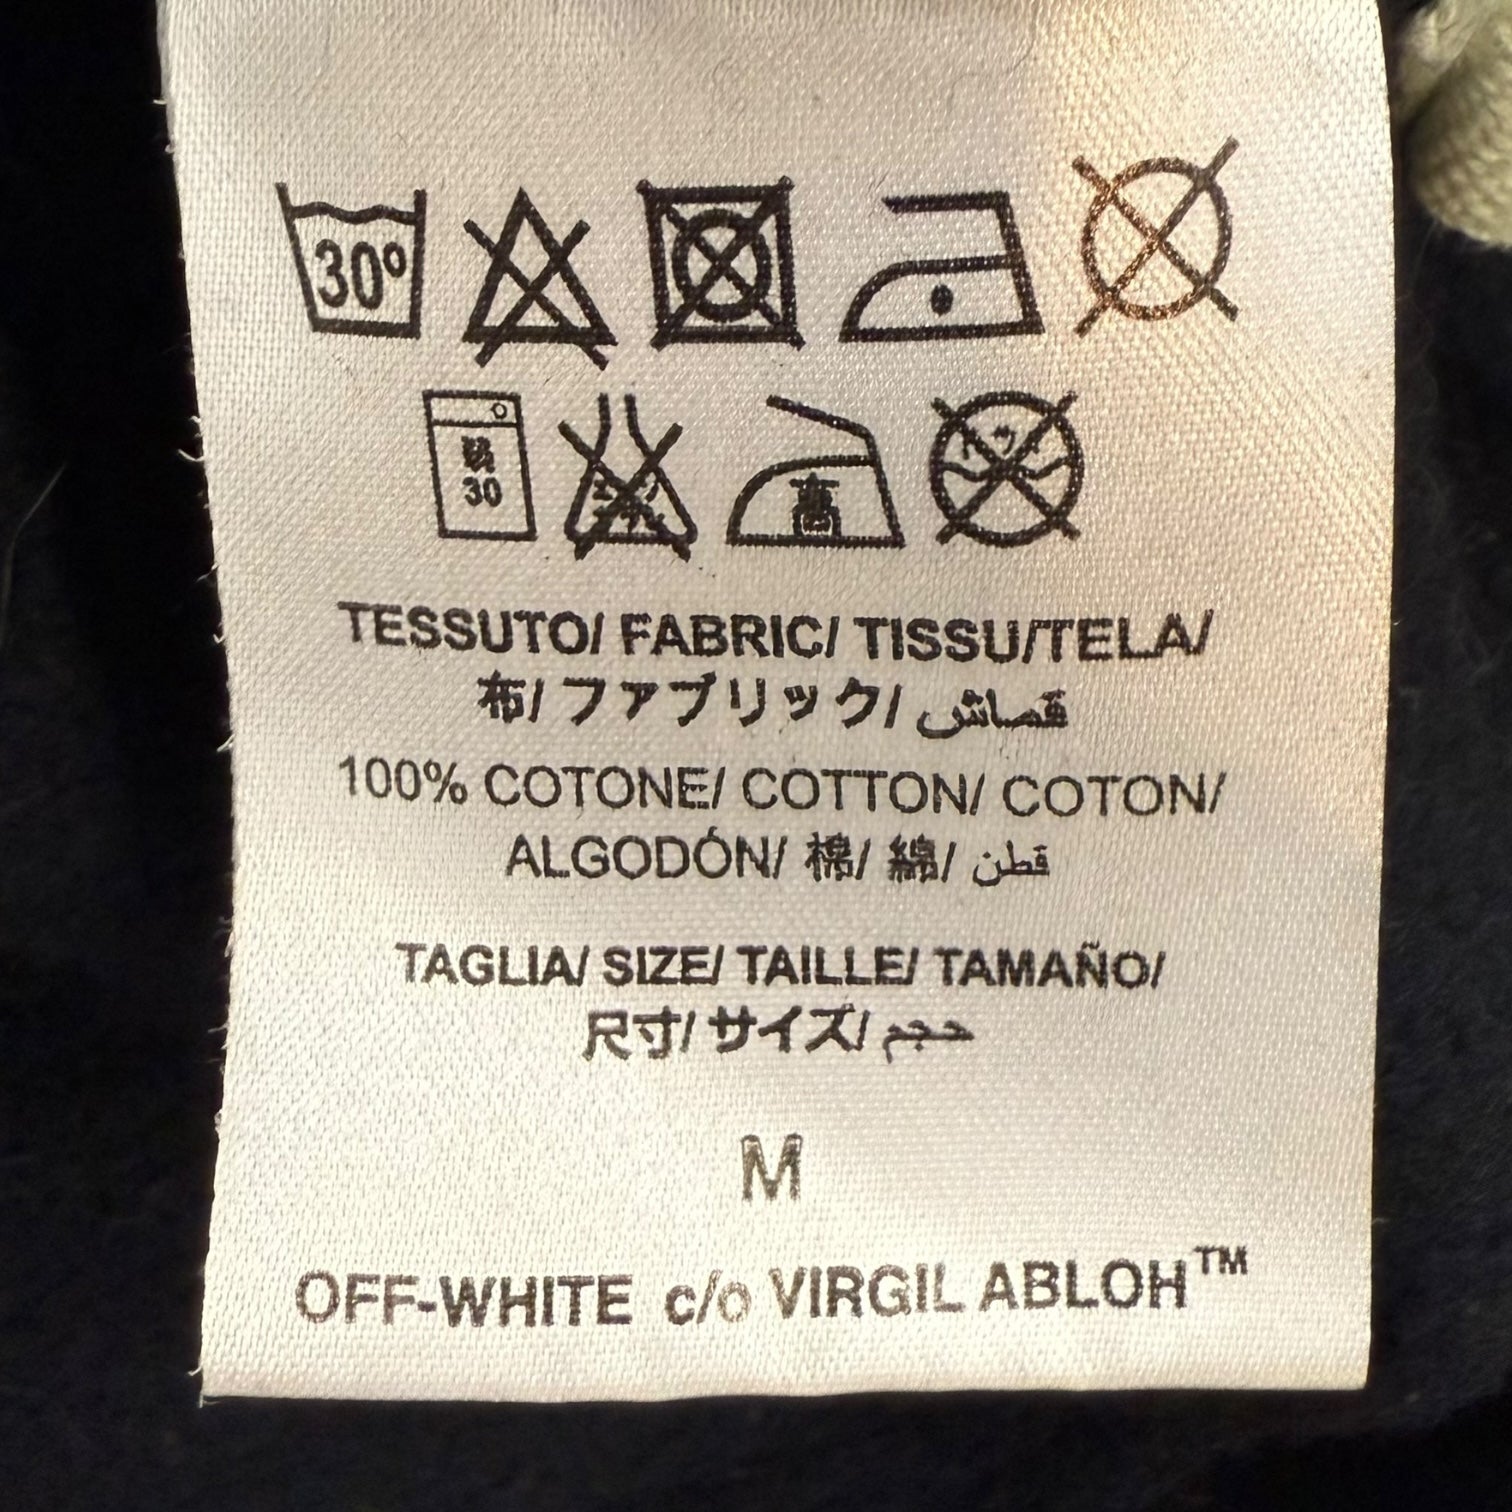 30°
30
TESSUTO/ FABRIC/ TISSU/TELA/
布/ ファブリック/ قماش
100% COTONE/ COTTON/ COTON/
ALGODÓN/ 棉/ 綿/ قطن
TAGLIA/ SIZE/ TAILLE/ TAMAÑO/
尺寸/ サイズ/ حجم
M
OFF-WHITE c/o VIRGIL ABLOH™